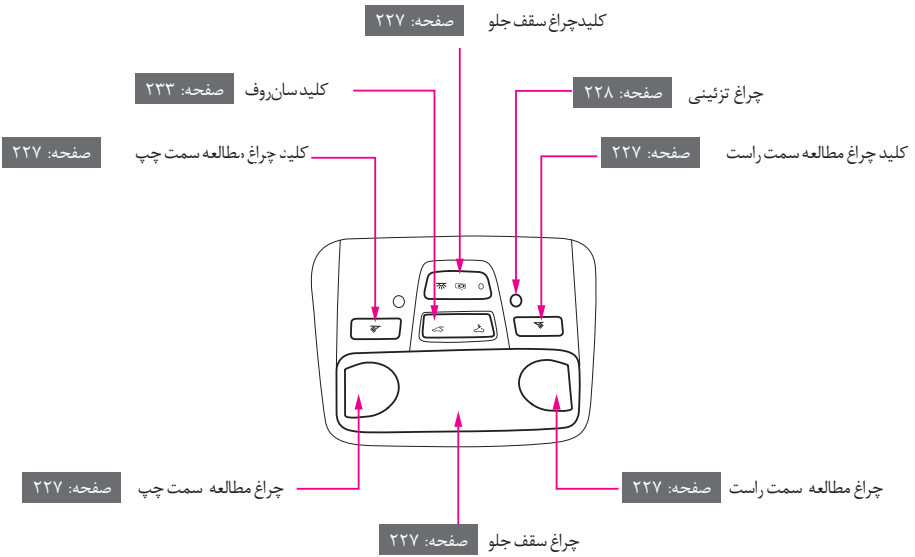 کلیدچراغ سقف جلو صفحه: ۲۲۷
چراغ تزئینی صفحه: ۲۲۸
کلید سان‌روف صفحه: ۲۳۳
کلید چراغ مطالعه سمت راست صفحه: ۲۲۷
کلید چراغ مطالعه سمت چپ صفحه: ۲۲۷
چراغ مطالعه سمت راست صفحه: ۲۲۷
چراغ مطالعه سمت چپ صفحه: ۲۲۷
چراغ سقف جلو صفحه: ۲۲۷